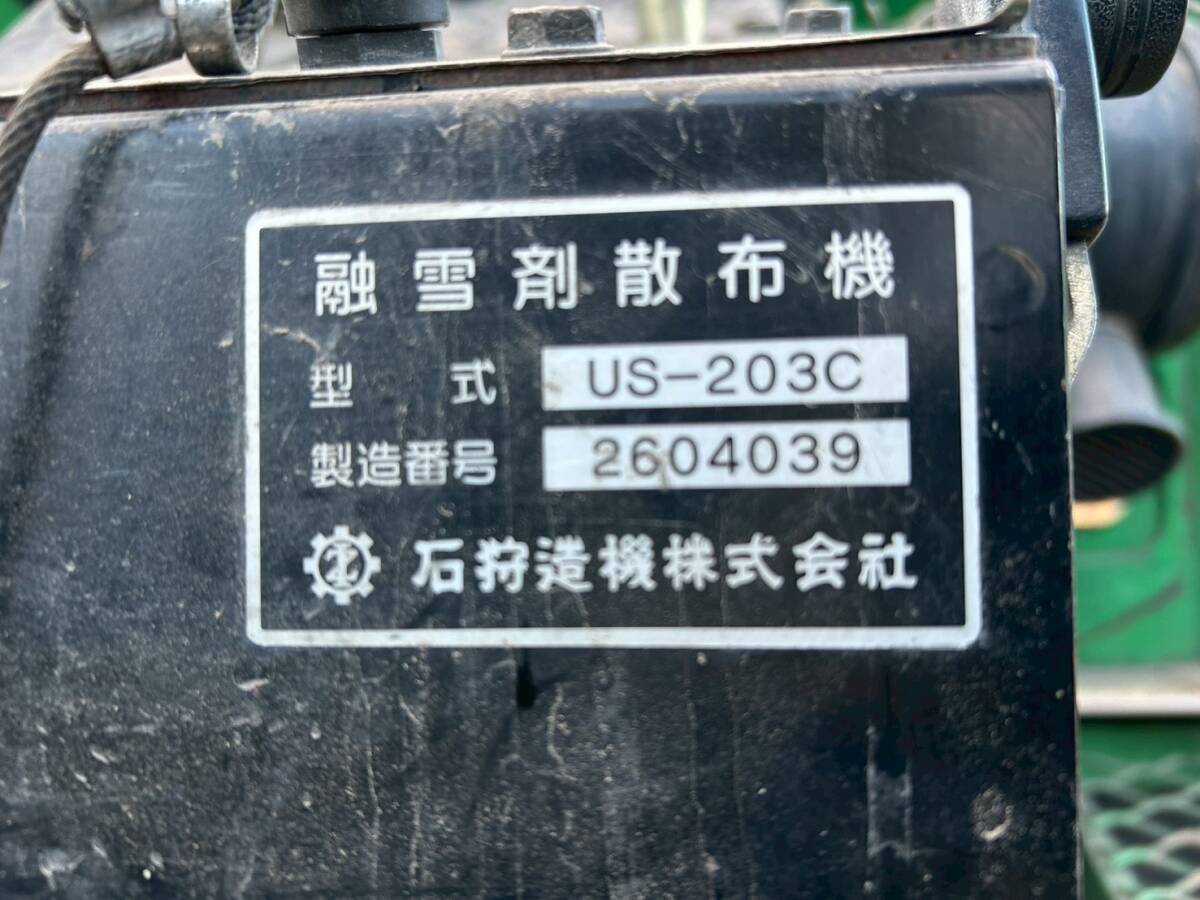 融雪剤散布機
型式 US-203C
製造番号 2604039
石狩造機株式会社